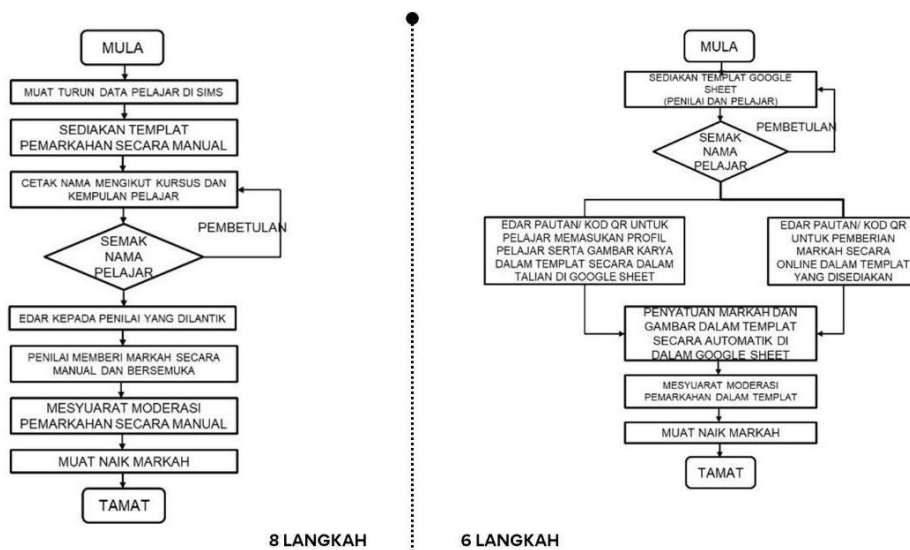 MULA
MUAT TURUN DATA PELAJAR DI SIMS
SEDIAKAN TEMPLAT
PEMARKAHAN SECARA MANUAL
CETAK NAMA MENGIKUT KURSUS DAN
KEMPULAN PELAJAR
PEMBETULAN
SEMAK
NAMA
PELAJAR
EDAR KEPADA PENILAI YANG DILANTIK
PENILAI MEMBERI MARKAH SECARA
MANUAL DAN BERSEMUKA
MESYUARAT MODERASI
PEMARKAHAN SECARA MANUAL
MUAT NAIK MARKAH
TAMAT
8 LANGKAH
MULA
SEDIAKAN TEMPLAT GOOGLE
SHEET
(PENILAI DAN PELAJAR)
PEMBETULAN
SEMAK
NAMA
PELAJAR
EDAR PAUTAN/ KOD QR UNTUK
PELAJAR MEMASUKAN PROFIL
PELAJAR SERTA GAMBAR KARYA
DALAM TEMPLAT SECARA DALAM
TALIAN DI GOOGLE SHEET
EDAR PAUTAN/ KOD QR
UNTUK PEMBERIAN
MARKAH SECARA
ONLINE DALAM TEMPLAT
YANG DISEDIAKAN
PENYATUAN MARKAH DAN
GAMBAR DALAM TEMPLAT
SECARA AUTOMATIK DI
DALAM GOOGLE SHEET
MESYUARAT MODERASI
PEMARKAHAN DALAM TEMPLAT
MUAT NAIK MARKAH
TAMAT
6 LANGKAH